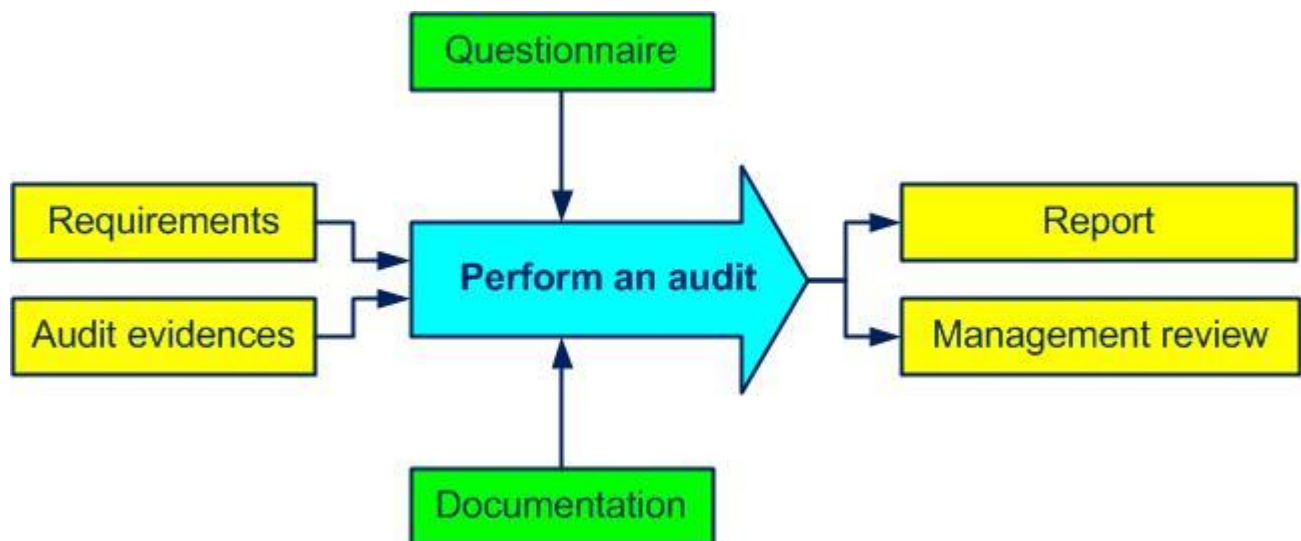 Questionnaire
Requirements
Audit evidences
Perform an audit
Report
Management review
Documentation